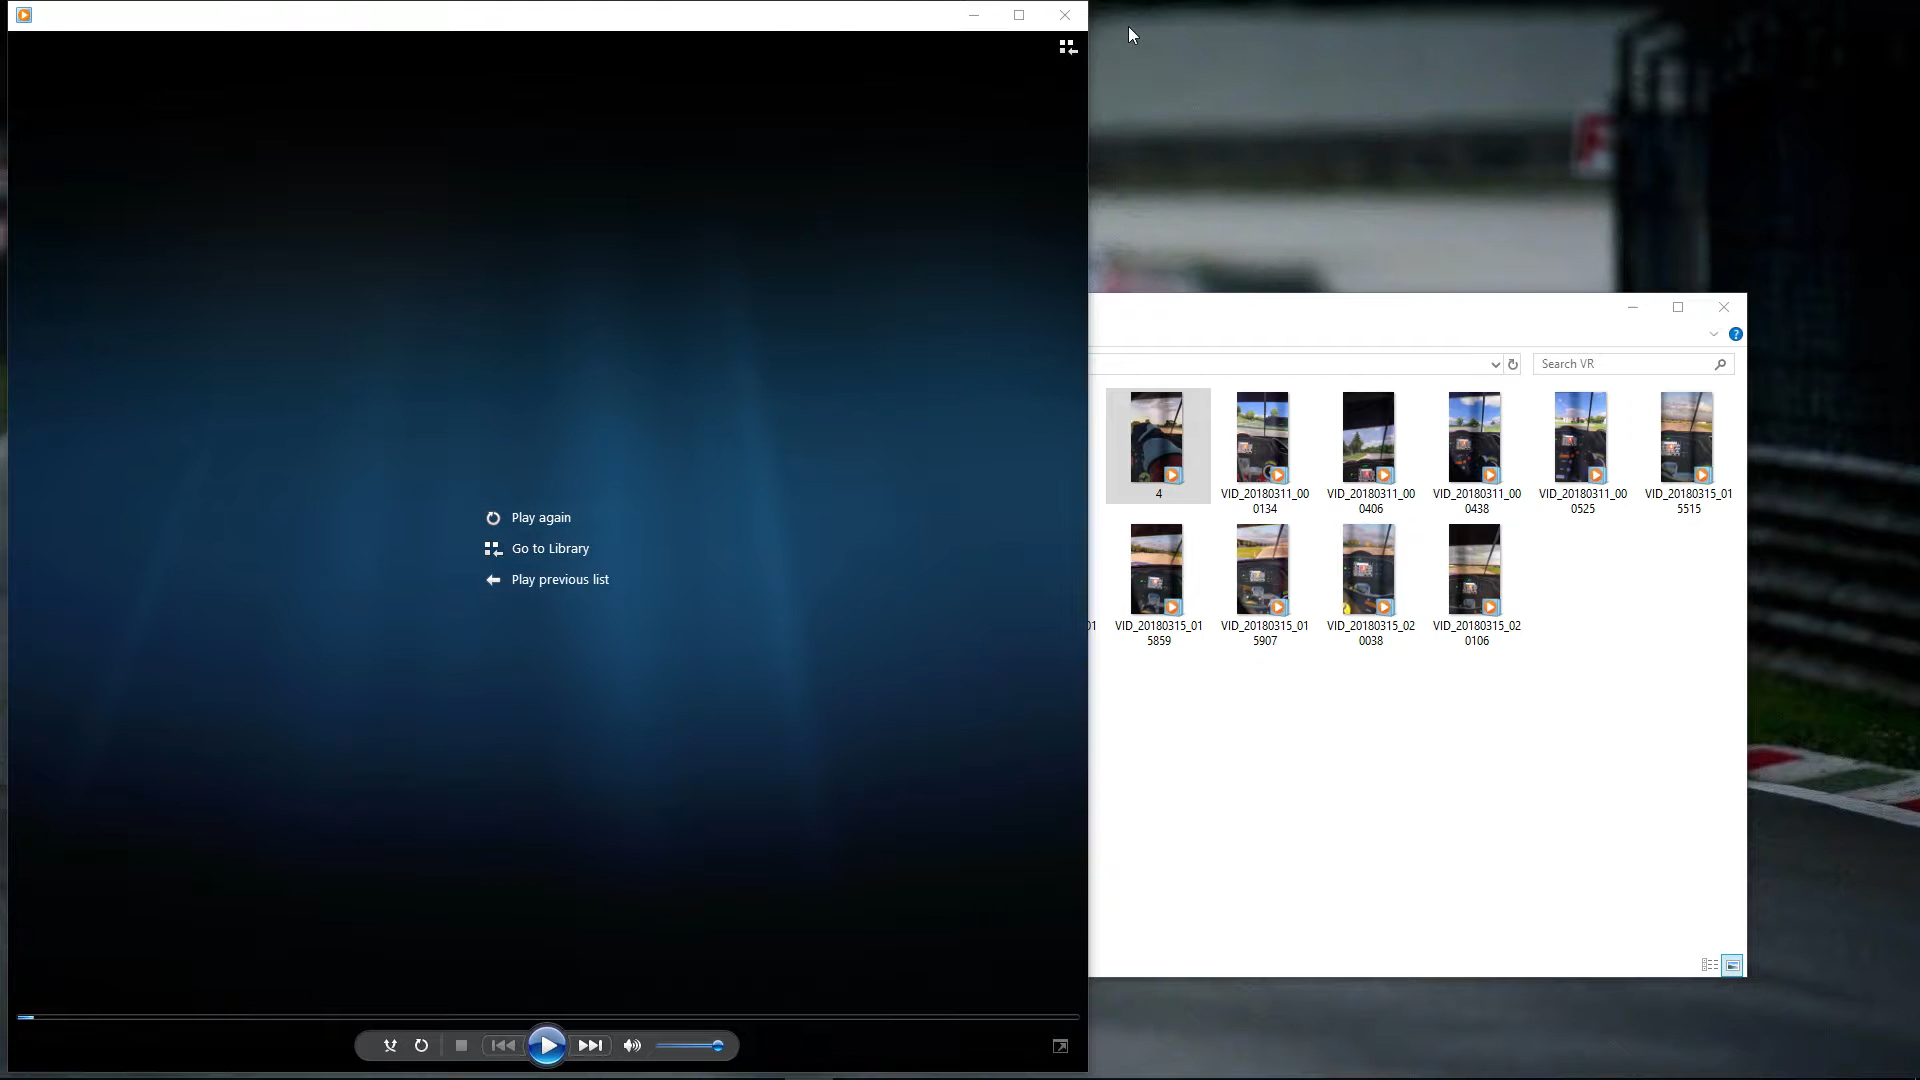 Play again
Go to Library
Play previous list
Search VR
4
VID_20180311_00
0134
VID_20180311_00
0406
VID_20180311_00
0438
VID_20180311_00
0525
VID_20180315_01
5515
01
VID_20180315_01
5859
VID_20180315_01
5907
VID_20180315_02
0038
VID_20180315_02
0106